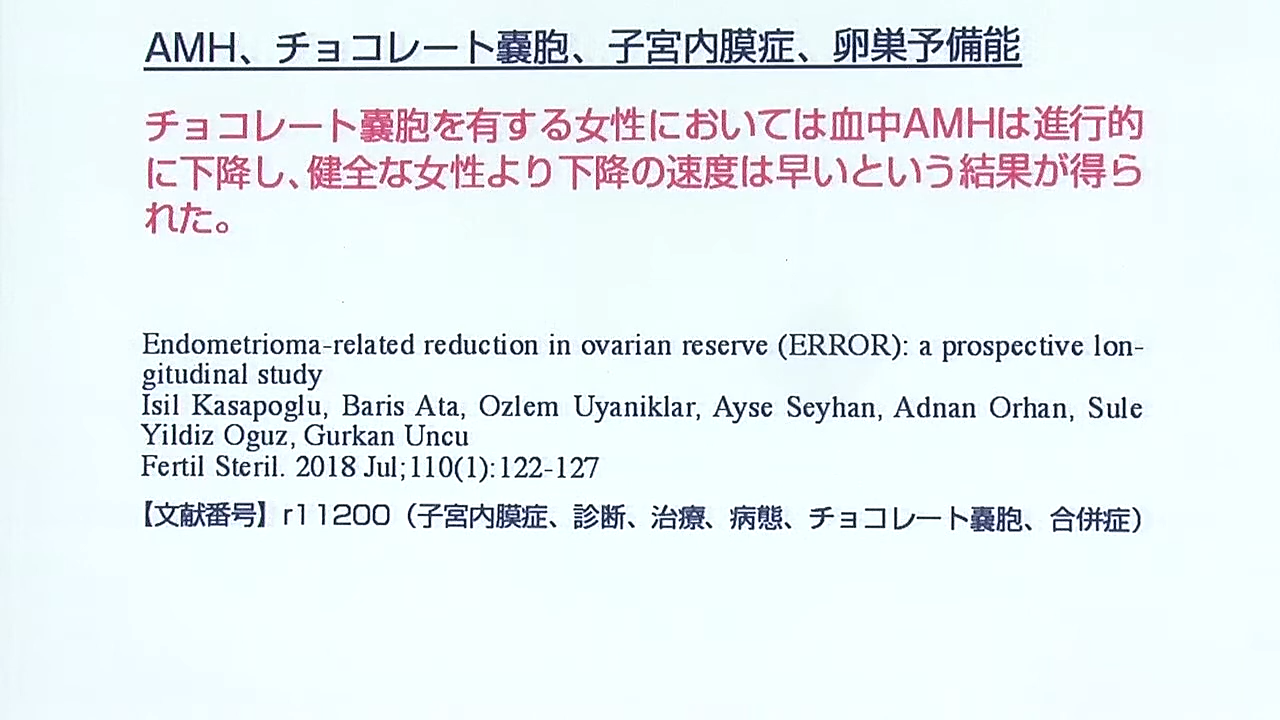 AMH、チョコレート嚢胞、子宮内膜症、卵巣予備能
チョコレート嚢胞を有する女性においては血中AMHは進行的
に下降し、健全な女性より下降の速度は早いという結果が得ら
れた。
Endometrioma-related reduction in ovarian reserve (ERROR): a prospective lon-
gitudinal study
Isil Kasapoglu, Baris Ata, Ozlem Uyaniklar, Ayse Seyhan, Adnan Orhan, Sule
Yildiz Oguz, Gurkan Uncu
Fertil Steril. 2018 Jul;110(1):122-127
【文献番号】r11200（子宮内膜症、診断、治療、病態、チョコレート嚢胞、合併症）